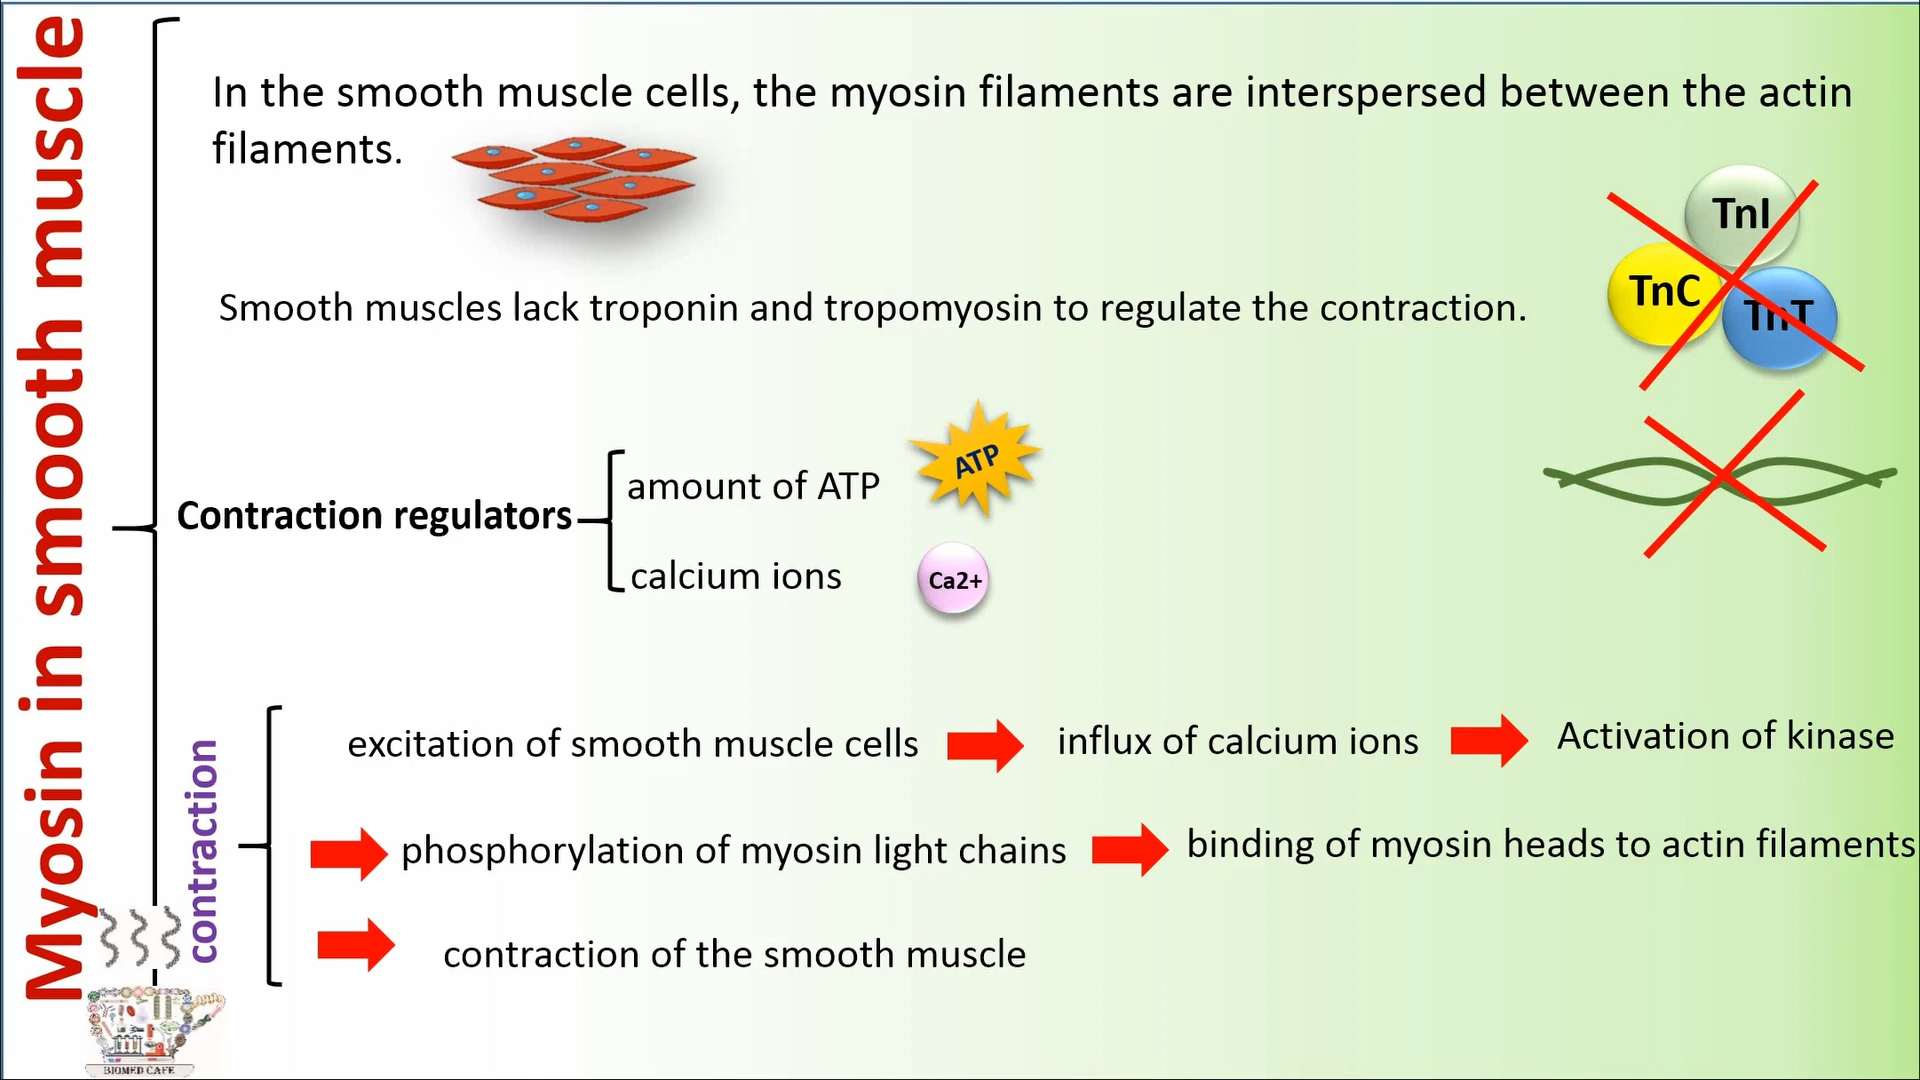 Myosin in smooth muscle
In the smooth muscle cells, the myosin filaments are interspersed between the actin
filaments.
TnI
TnC
TnT
Smooth muscles lack troponin and tropomyosin to regulate the contraction.
Contraction regulators
amount of ATP
ATP
calcium ions
Ca2+
contraction
excitation of smooth muscle cells
influx of calcium ions
Activation of kinase
phosphorylation of myosin light chains
binding of myosin heads to actin filaments
contraction of the smooth muscle
BIOMED CAFE